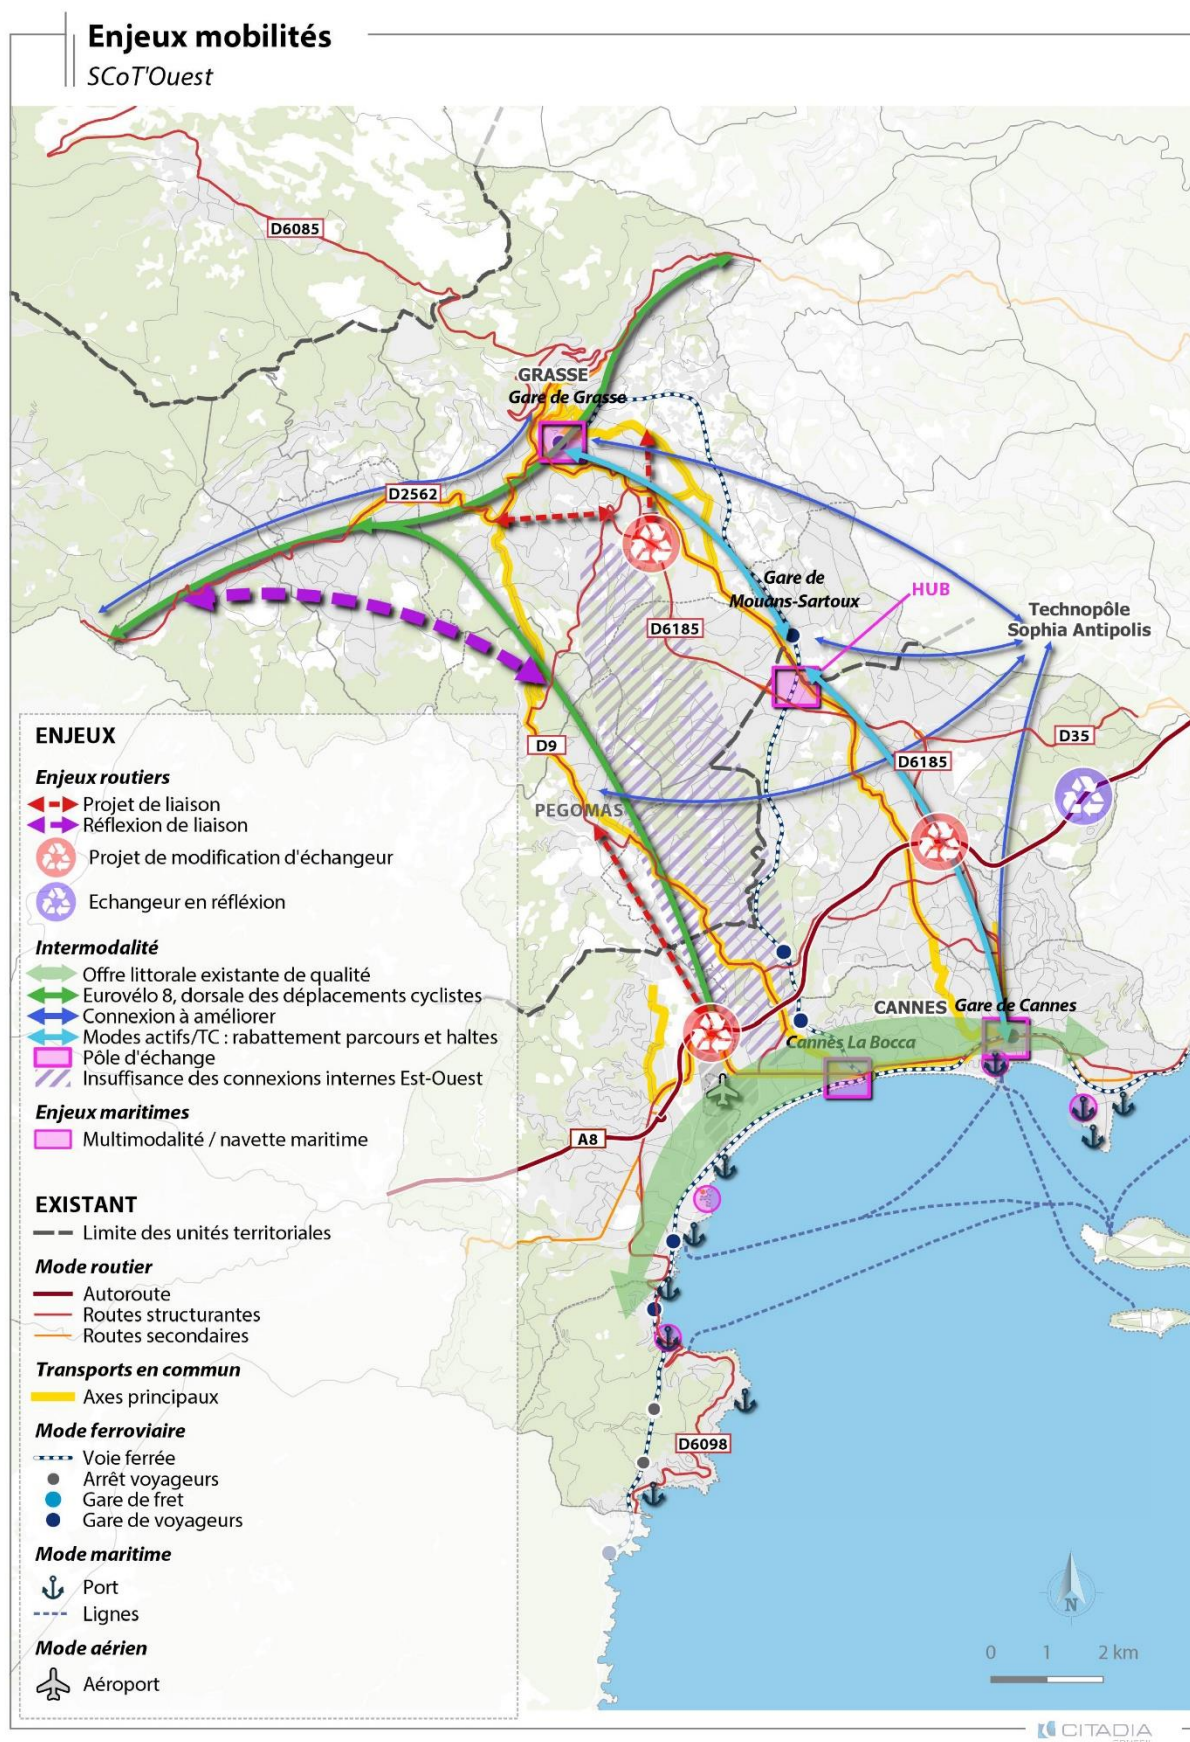 Enjeux mobilités
SCoT'Ouest
D6085
GRASSE
Gare de Grasse
D2562
Gare de
Mouans-Sartoux
HUB
Technopôle
Sophia Antipolis
D6185
D35
D9
D6185
PEGOMAS
CANNES
Gare de Cannes
Cannes La Bocca
A8
D6098
ENJEUX
Enjeux routiers
Projet de liaison
Réflexion de liaison
Projet de modification d'échangeur
Echangeur en réfléxion
Intermodalité
Offre littorale existante de qualité
Eurovélo 8, dorsale des déplacements cyclistes
Connexion à améliorer
Modes actifs/TC : rabattement parcours et haltes
Pôle d'échange
Insuffisance des connexions internes Est-Ouest
Enjeux maritimes
Multimodalité / navette maritime
EXISTANT
Limite des unités territoriales
Mode routier
Autoroute
Routes structurantes
Routes secondaires
Transports en commun
Axes principaux
Mode ferroviaire
Voie ferrée
Arrêt voyageurs
Gare de fret
Gare de voyageurs
Mode maritime
Port
Lignes
Mode aérien
Aéroport
N
0 1 2 km
CITADIA